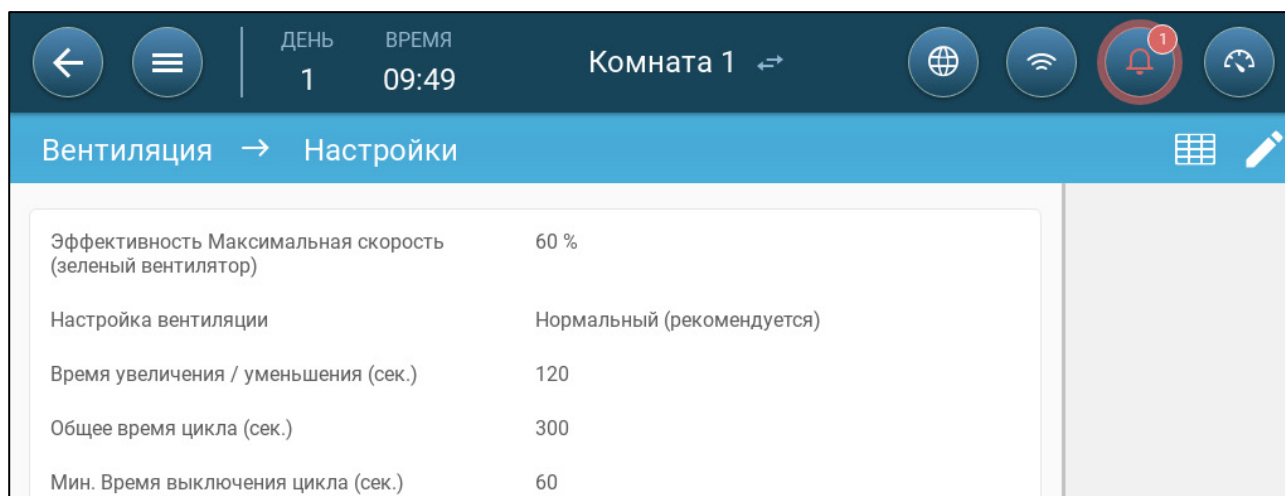 ДЕНЬ ВРЕМЯ
1 09:49 Комната 1 ↔ 1
Вентиляция → Настройки
Эффективность Максимальная скорость 60 %
(зеленый вентилятор)
Настройка вентиляции Нормальный (рекомендуется)
Время увеличения / уменьшения (сек.) 120
Общее время цикла (сек.) 300
Мин. Время выключения цикла (сек.) 60